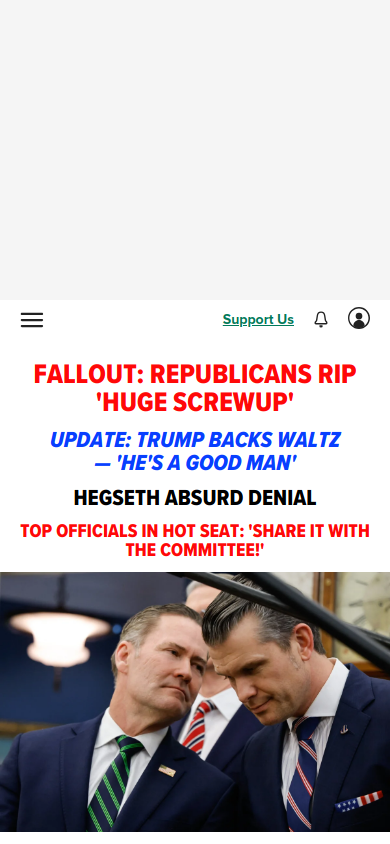 Support Us
FALLOUT: REPUBLICANS RIP
'HUGE SCREWUP'
UPDATE: TRUMP BACKS WALTZ
— 'HE'S A GOOD MAN'
HEGSETH ABSURD DENIAL
TOP OFFICIALS IN HOT SEAT: 'SHARE IT WITH
THE COMMITTEE!'